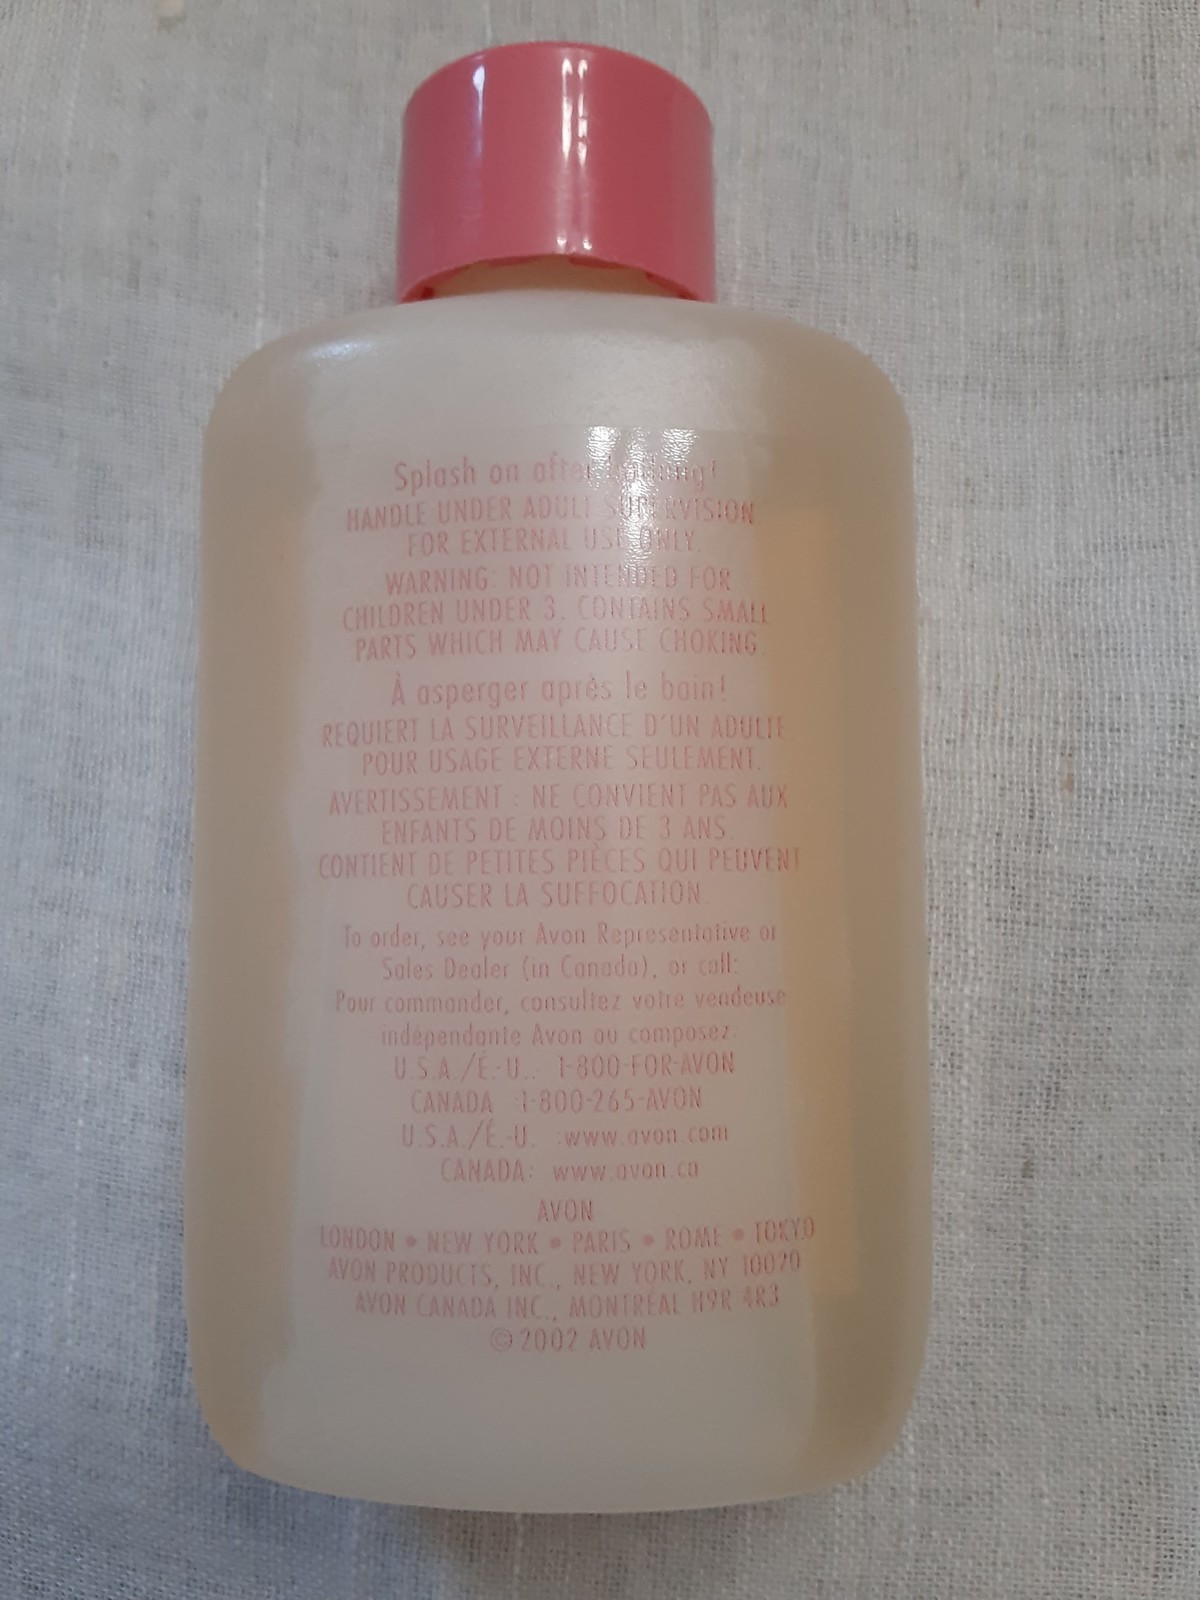 Splash on after bathing!
HANDLE UNDER ADULT SUPERVISION
FOR EXTERNAL USE ONLY.
WARNING: NOT INTENDED FOR
CHILDREN UNDER 3. CONTAINS SMALL
PARTS WHICH MAY CAUSE CHOKING.
À asperger après le bain!
REQUIERT LA SURVEILLANCE D'UN ADULTE
POUR USAGE EXTERNE SEULEMENT.
AVERTISSEMENT : NE CONVIENT PAS AUX
ENFANTS DE MOINS DE 3 ANS.
CONTIENT DE PETITES PIÈCES QUI PEUVENT
CAUSER LA SUFFOCATION.
To order, see your Avon Representative or
Sales Dealer (in Canada), or call:
Pour commander, consultez votre vendeuse
indépendante Avon ou composez:
U.S.A./É.-U.: 1-800-FOR-AVON
CANADA :1-800-265-AVON
U.S.A./É.-U. :www.avon.com
CANADA: www.avon.ca
AVON
LONDON • NEW YORK • PARIS • ROME • TOKYO
AVON PRODUCTS, INC., NEW YORK, NY 10020
AVON CANADA INC., MONTRÉAL H9R 4R3
© 2002 AVON